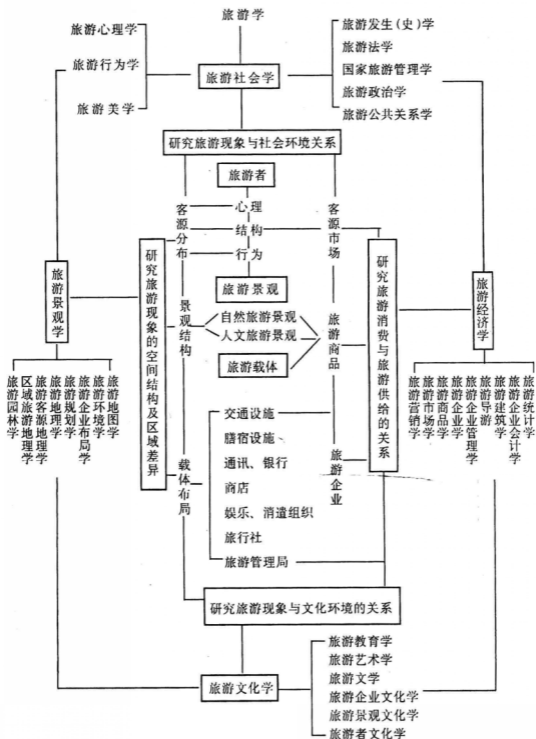 旅游学
旅游心理学
旅游行为学
旅游美学
旅游社会学
旅游发生(史)学
旅游法学
国家旅游管理学
旅游政治学
旅游公共关系学
研究旅游现象与社会环境关系
旅游者
心理
结构
行为
客源分布
客源市场
旅游景观
自然旅游景观
人文旅游景观
旅游载体
景观结构
旅游商品
研究旅游现象的空间结构及区域差异
研究旅游消费与旅游供给的关系
旅游景观学
旅游经济学
旅游园林学
区域旅游地理学
旅游客源地理学
旅游地理学
旅游规划学
旅游企业布局学
旅游环境学
旅游地图学
旅游营销学
旅游市场学
旅游商品学
旅游企业学
旅游企业管理学
旅游导游
旅游建筑学
旅游企业会计学
旅游统计学
载体布局
旅游企业
交通设施
膳宿设施
通讯、银行
商店
娱乐、消遣组织
旅行社
旅游管理局
研究旅游现象与文化环境的关系
旅游文化学
旅游教育学
旅游艺术学
旅游文学
旅游企业文化学
旅游景观文化学
旅游者文化学